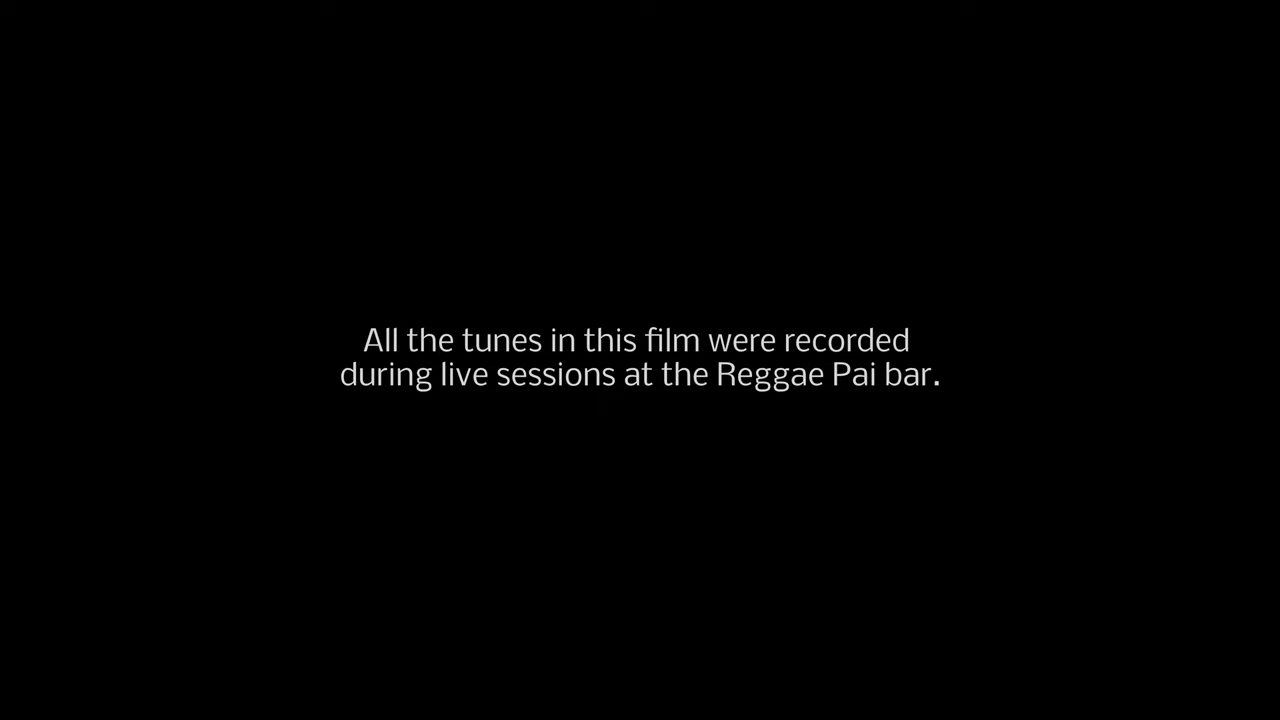 All the tunes in this film were recorded
during live sessions at the Reggae Pai bar.